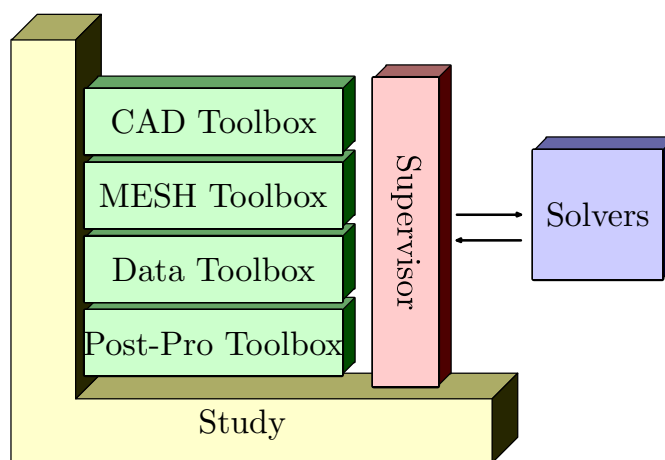 CAD Toolbox
MESH Toolbox
Data Toolbox
Post-Pro Toolbox
Supervisor
Solvers
Study